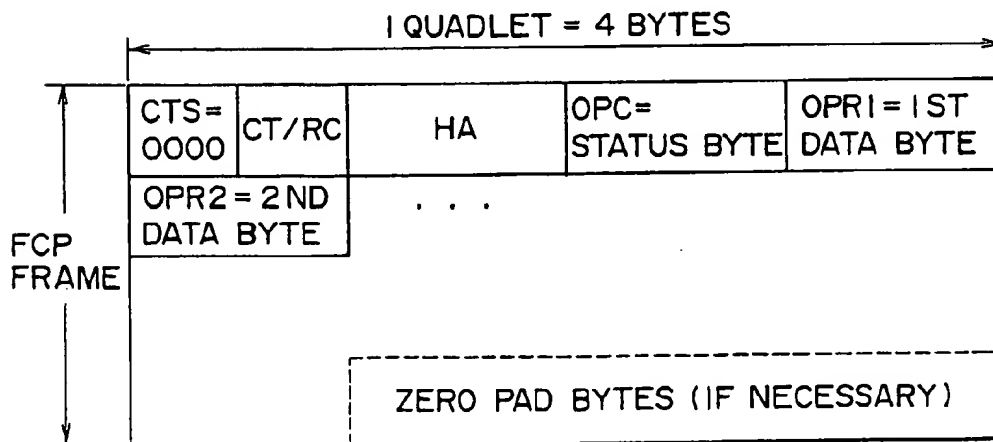 1 QUADLET = 4 BYTES
CTS=
0000
CT/RC
HA
OPC=
STATUS BYTE
OPR1 = 1ST
DATA BYTE
OPR2 = 2ND
DATA BYTE
. . .
FCP
FRAME
ZERO PAD BYTES (IF NECESSARY)